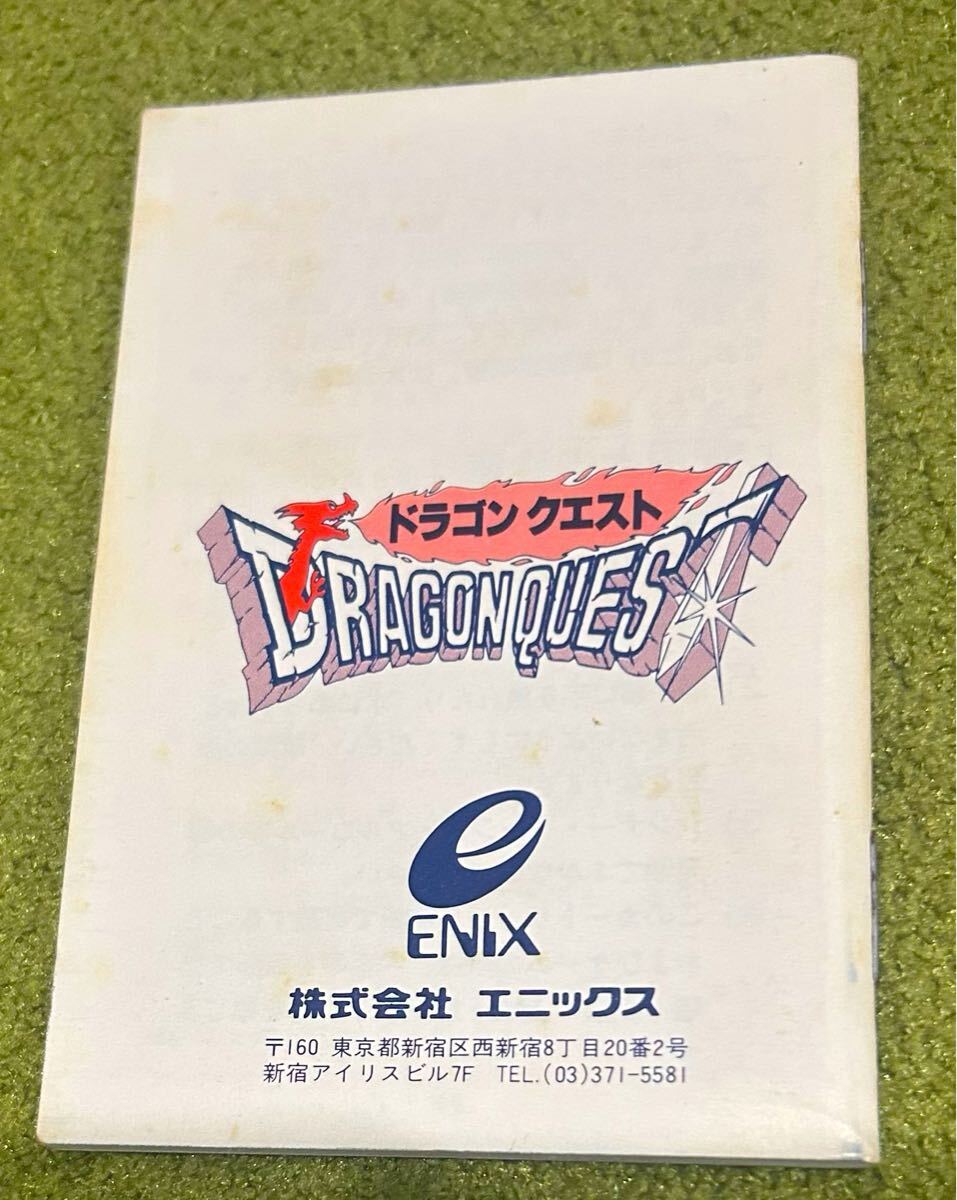 ドラゴン クエスト
DRAGON QUEST
ENIX
株式会社 エニックス
〒160 東京都新宿区西新宿8丁目20番2号
新宿アイリスビル7F TEL.(03)371-5581